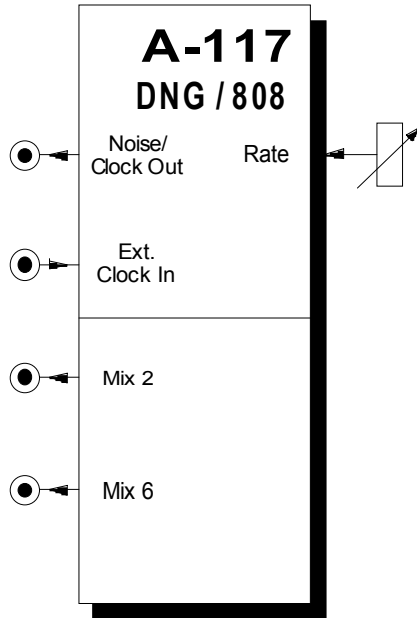 A-117
DNG / 808
Noise/
Clock Out
Rate
Ext.
Clock In
Mix 2
Mix 6